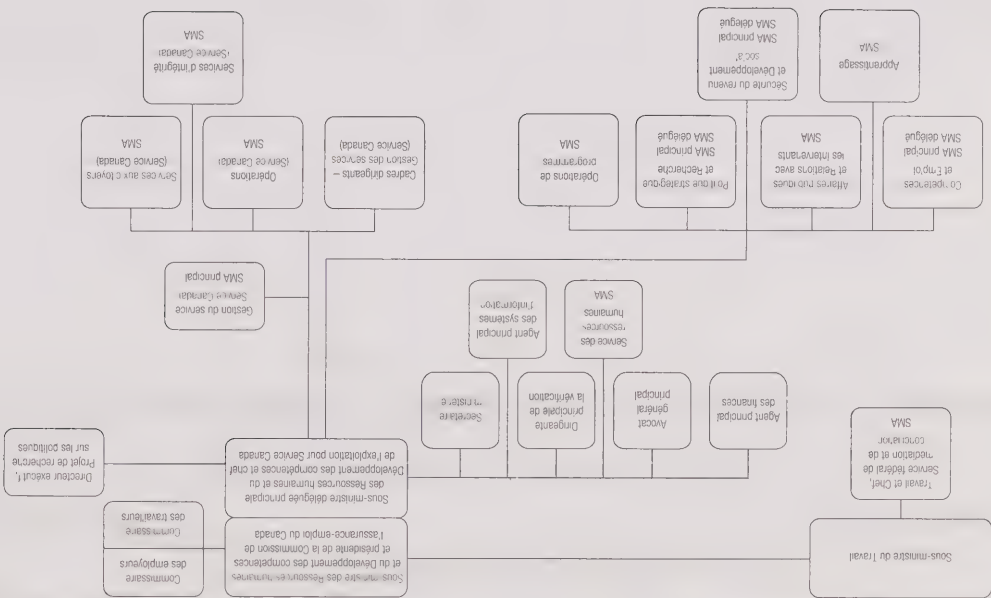 Sous-ministre du Travail
Sous-ministre des Ressources humaines
et du Développement des compétences
et présidente de la Commission de
l'assurance-emploi du Canada
Commissaire
des employeurs
Commissaire
des travailleurs
Travail et Chef,
Service fédéral de
médiation et de
conciliation
SMA
Sous-ministre déléguée principale
des Ressources humaines et du
Développement des compétences et chef
de l'exploitation pour Service Canada
Directeur exécutif,
Projet de recherche
sur les politiques
Agent principal
des finances
Avocat
général
principal
Dirigeante
principale de
la vérification
Secrétaire
ministère
Service des
ressources
humaines
SMA
Agent principal
des systèmes
d'information
Gestion du service
Service Canada
SMA principal
Compétences
et Emploi
SMA principal
SMA délégué
Affaires publiques
et Relations avec
les intervenants
SMA
Politique stratégique
et Recherche
SMA principal
SMA délégué
Opérations de
programmes
SMA
Cadres dirigeants –
Gestion des services
(Service Canada)
Opérations
(Service Canada)
SMA
Services aux citoyens
(Service Canada)
SMA
Apprentissage
SMA
Sécurité du revenu
et Développement
social
SMA principal
SMA délégué
Services d'intégrité
(Service Canada)
SMA